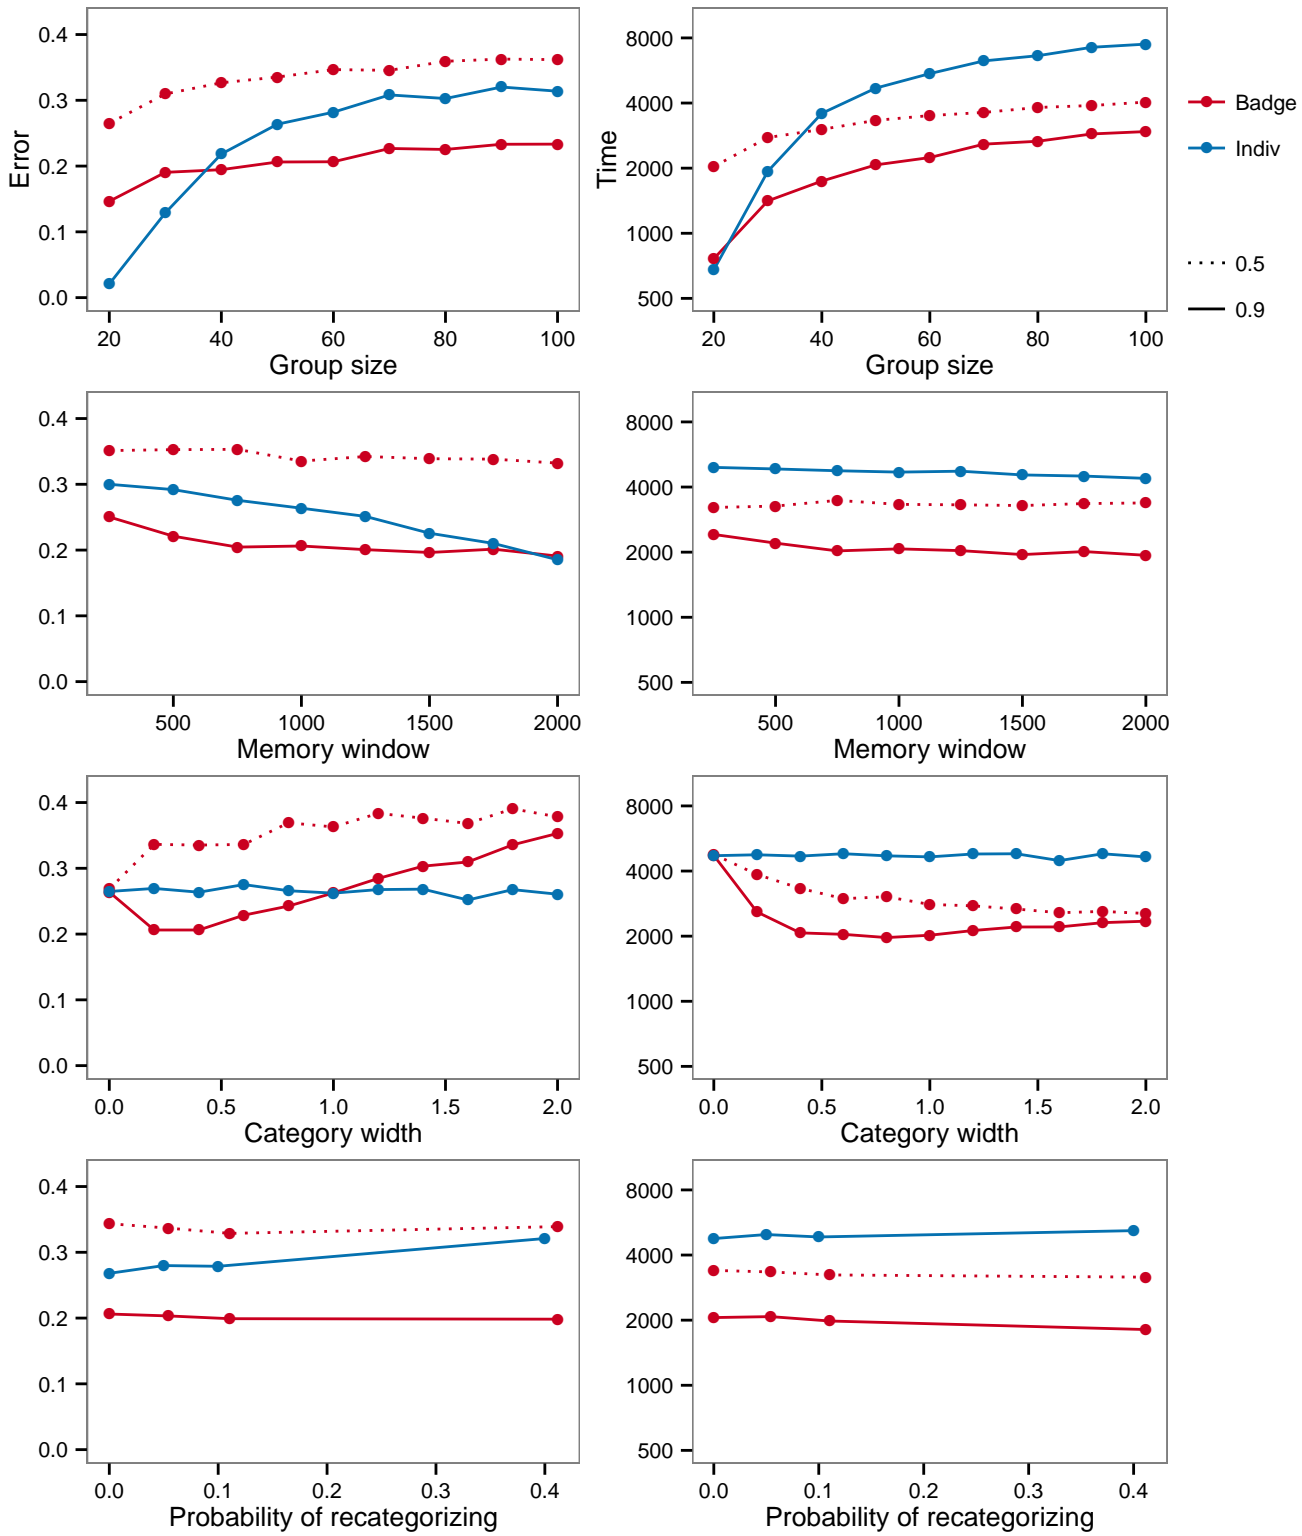 Error
0.4
0.3
0.2
0.1
0.0
20 40 60 80 100
Group size
Time
8000
4000
2000
1000
500
20 40 60 80 100
Group size
Badge
Indiv
0.5
0.9
0.4
0.3
0.2
0.1
0.0
500 1000 1500 2000
Memory window
8000
4000
2000
1000
500
500 1000 1500 2000
Memory window
0.4
0.3
0.2
0.1
0.0
0.0 0.5 1.0 1.5 2.0
Category width
8000
4000
2000
1000
500
0.0 0.5 1.0 1.5 2.0
Category width
0.4
0.3
0.2
0.1
0.0
0.0 0.1 0.2 0.3 0.4
Probability of recategorizing
8000
4000
2000
1000
500
0.0 0.1 0.2 0.3 0.4
Probability of recategorizing